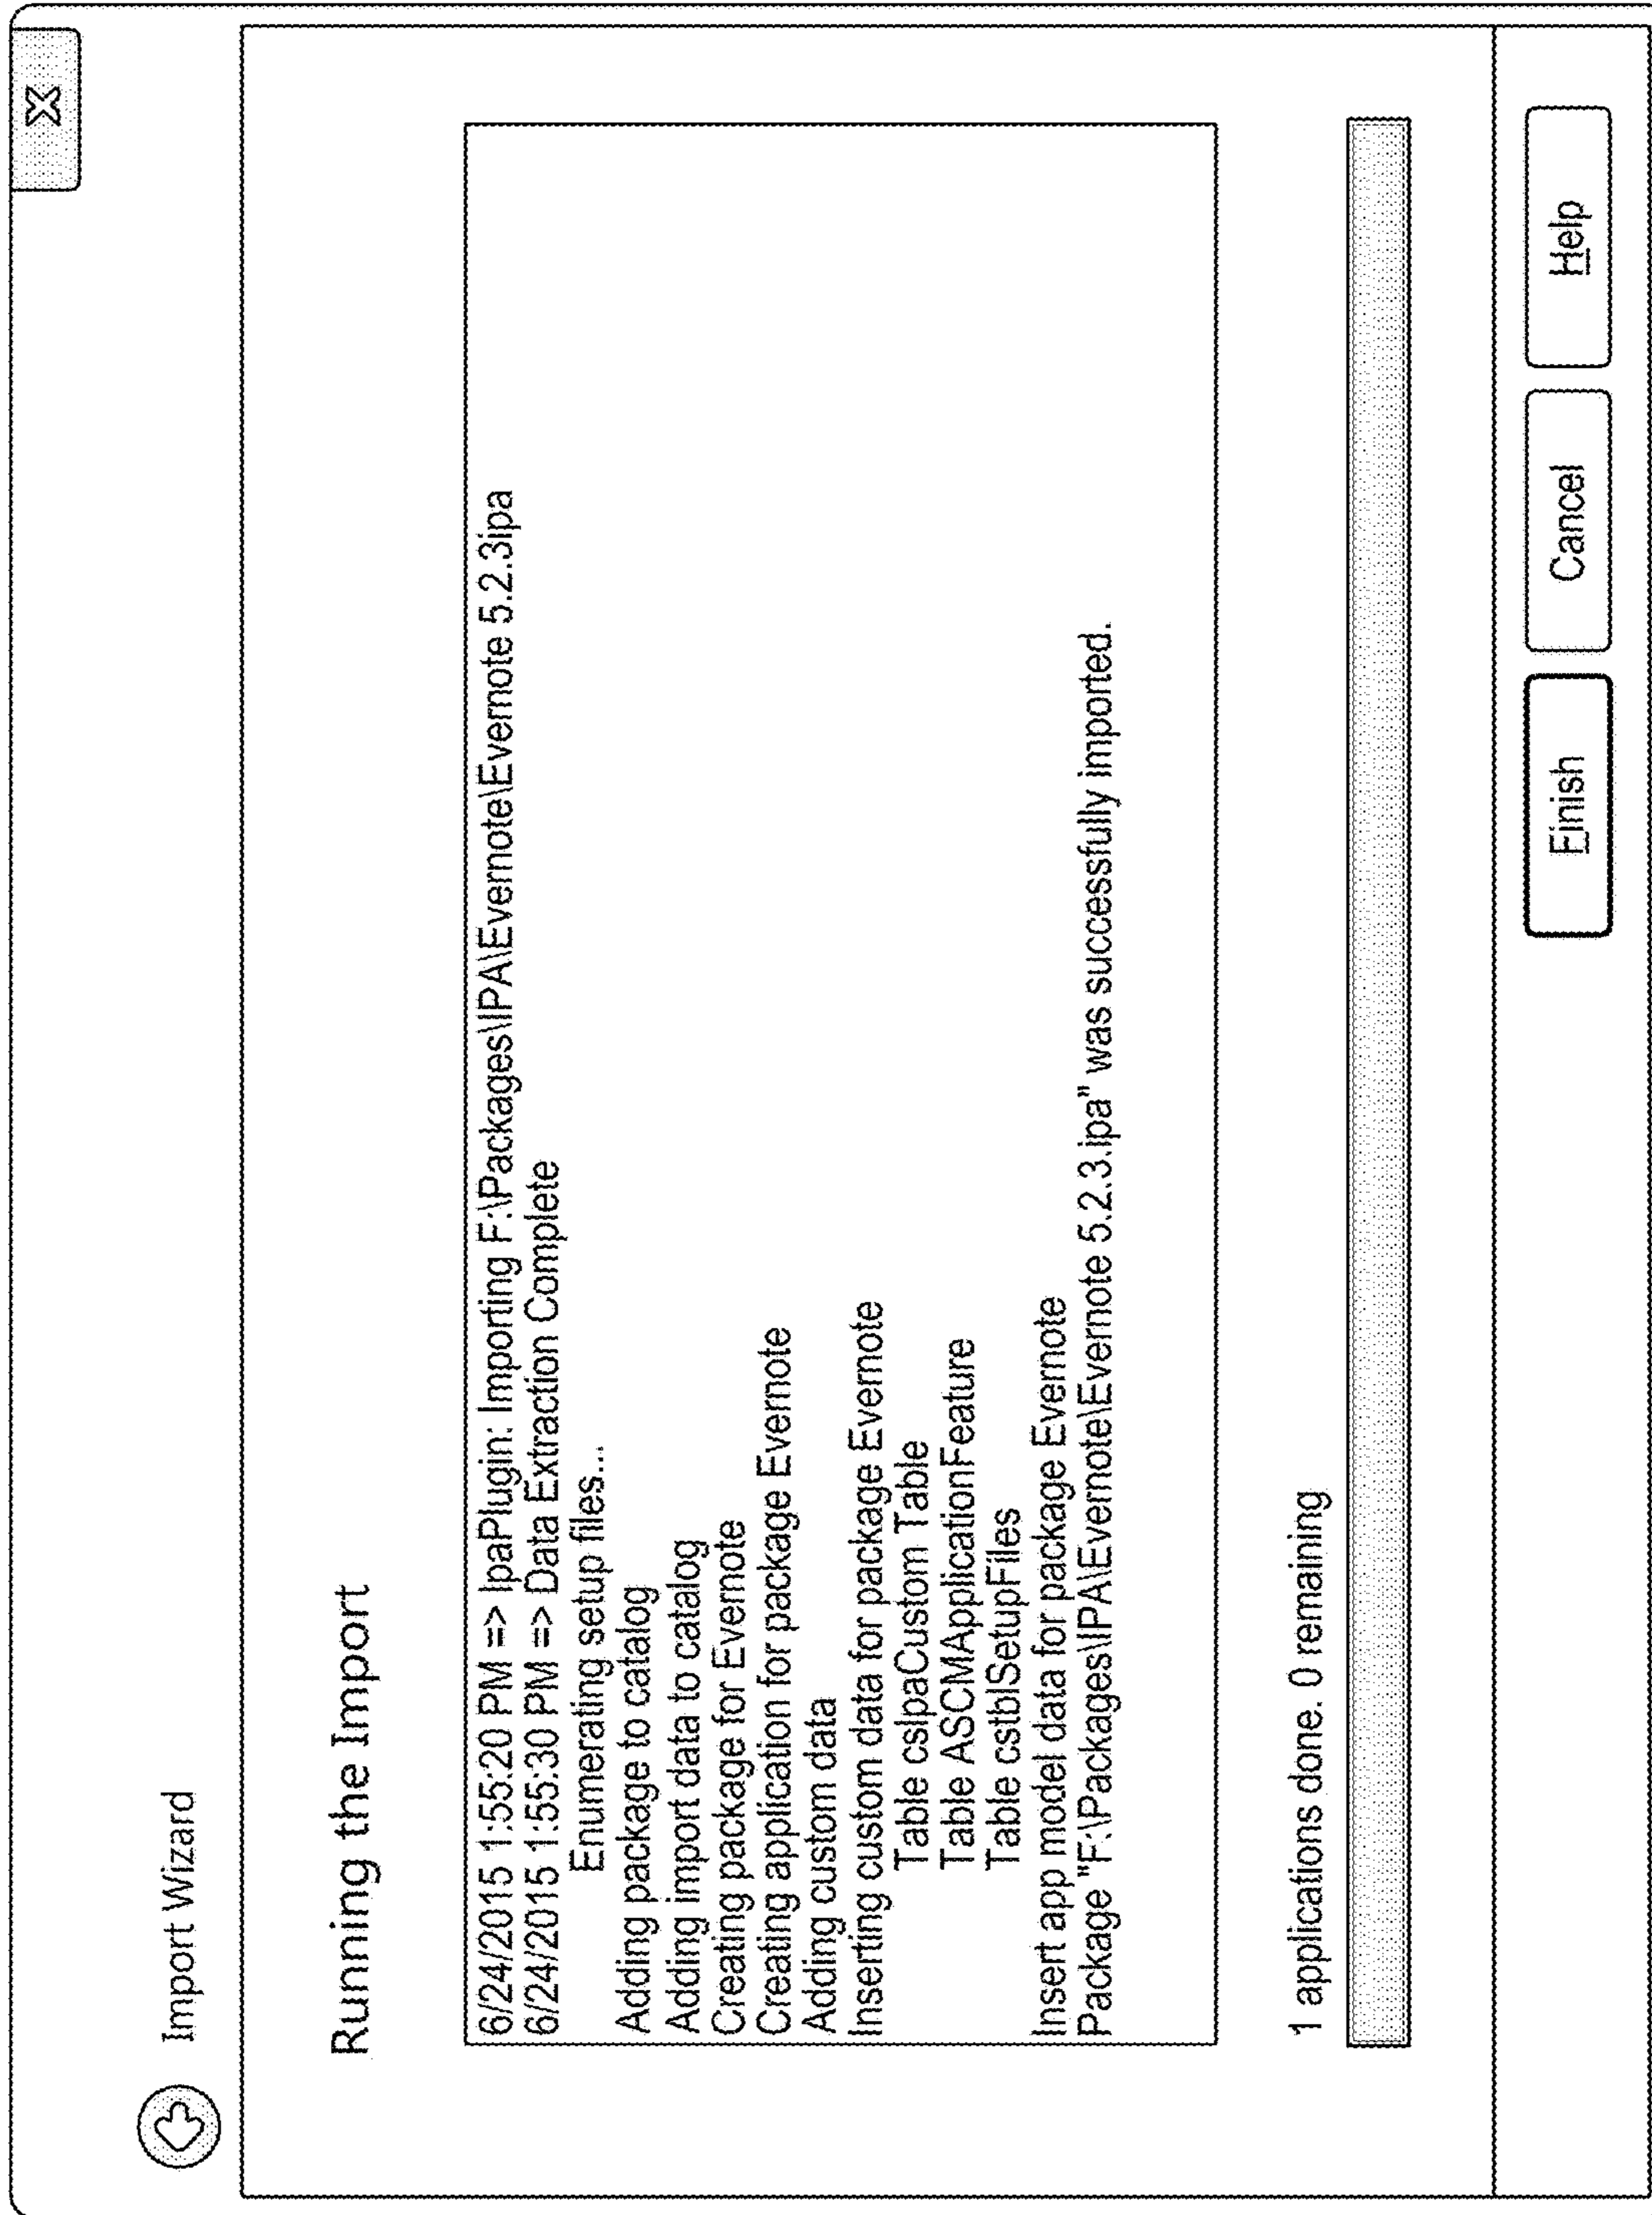 X
Import Wizard
Running the Import
6/24/2015 1:55:20 PM => IpaPlugin: Importing F:\Packages\IPA\Evernote\Evernote 5.2.3ipa
6/24/2015 1:55:30 PM => Data Extraction Complete
Enumerating setup files...
Adding package to catalog
Adding import data to catalog
Creating package for Evernote
Creating application for package Evernote
Adding custom data
Inserting custom data for package Evernote
Table csIpaCustom Table
Table ASCMApplicationFeature
Table cstblSetupFiles
Insert app model data for package Evernote
Package "F:\Packages\IPA\Evernote\Evernote 5.2.3.ipa" was successfully imported.
1 applications done. 0 remaining
Finish Cancel Help